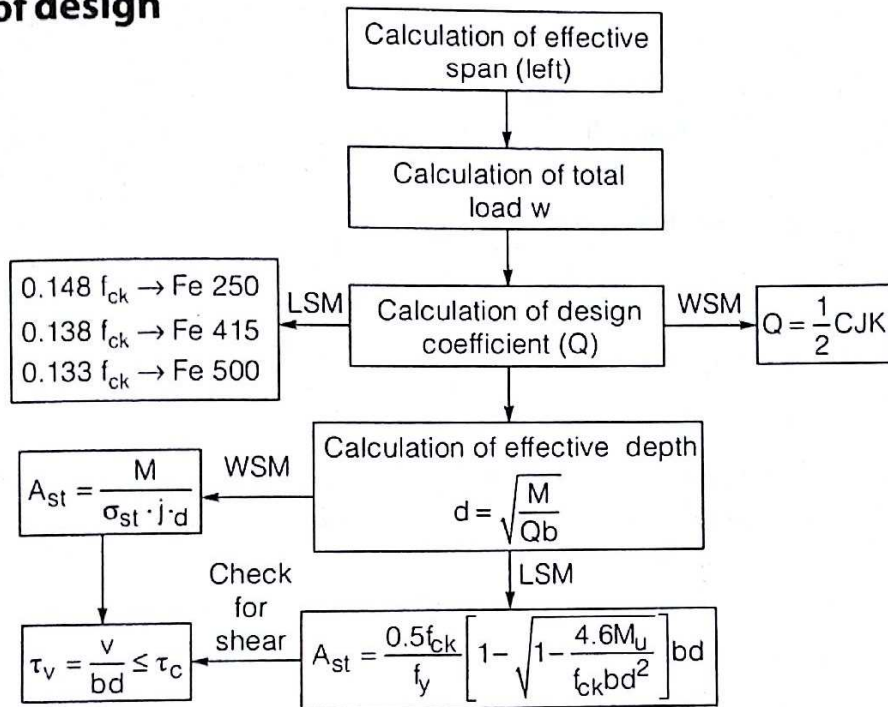 of design
Calculation of effective
span (left)
Calculation of total
load w
0.148 f_ck → Fe 250
0.138 f_ck → Fe 415
0.133 f_ck → Fe 500
LSM
Calculation of design
coefficient (Q)
WSM
Q = 1/2 CJK
Calculation of effective depth
d = √(M/Qb)
WSM
A_st = M/(σ_st · j · d)
LSM
Check
for
shear
A_st = 0.5f_ck/f_y [1 - √(1 - 4.6M_u/(f_ck bd²))] bd
τ_v = v/bd ≤ τ_c